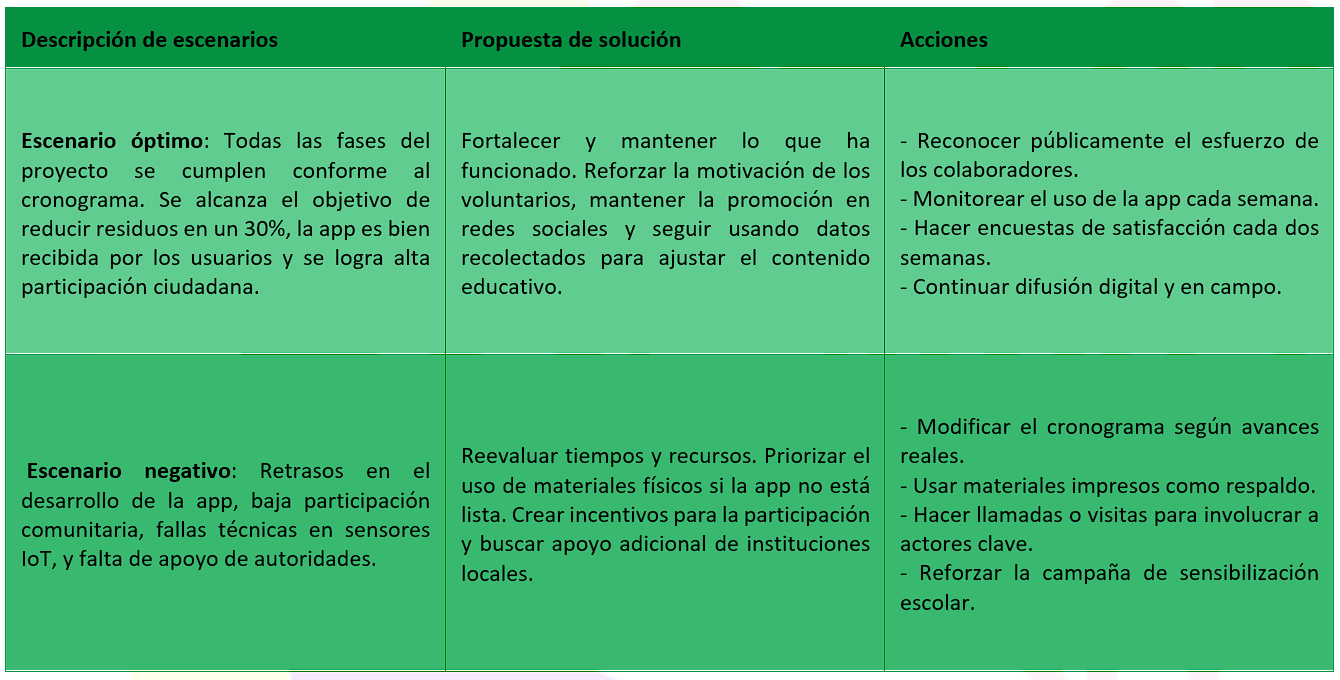 Descripción de escenarios
Propuesta de solución
Acciones
Escenario óptimo: Todas las fases del
proyecto se cumplen conforme al
cronograma. Se alcanza el objetivo de
reducir residuos en un 30%, la app es bien
recibida por los usuarios y se logra alta
participación ciudadana.
Fortalecer y mantener lo que ha
funcionado. Reforzar la motivación de los
voluntarios, mantener la promoción en
redes sociales y seguir usando datos
recolectados para ajustar el contenido
educativo.
- Reconocer públicamente el esfuerzo de
los colaboradores.
- Monitorear el uso de la app cada semana.
- Hacer encuestas de satisfacción cada dos
semanas.
- Continuar difusión digital y en campo.
Escenario negativo: Retrasos en el
desarrollo de la app, baja participación
comunitaria, fallas técnicas en sensores
IoT, y falta de apoyo de autoridades.
Reevaluar tiempos y recursos. Priorizar el
uso de materiales físicos si la app no está
lista. Crear incentivos para la participación
y buscar apoyo adicional de instituciones
locales.
- Modificar el cronograma según avances
reales.
- Usar materiales impresos como respaldo.
- Hacer llamadas o visitas para involucrar a
actores clave.
- Reforzar la campaña de sensibilización
escolar.